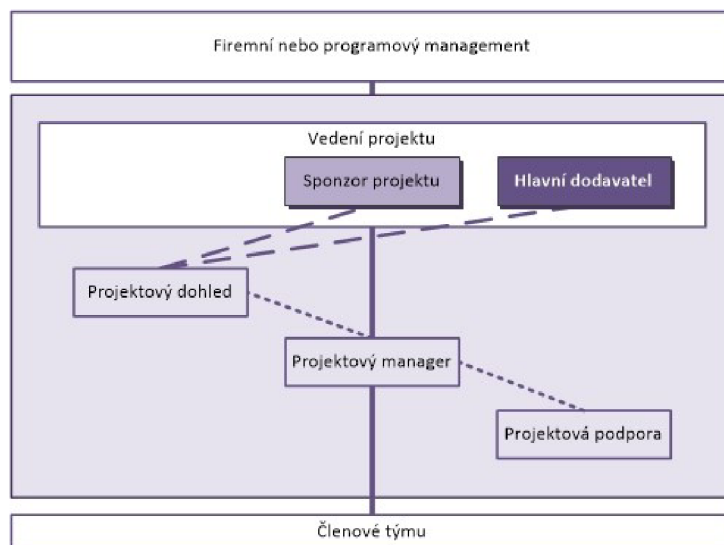 Firemní nebo programový management
Vedení projektu
Sponzor projektu
Hlavní dodavatel
Projektový dohled
Projektový manager
Projektová podpora
Členové týmu